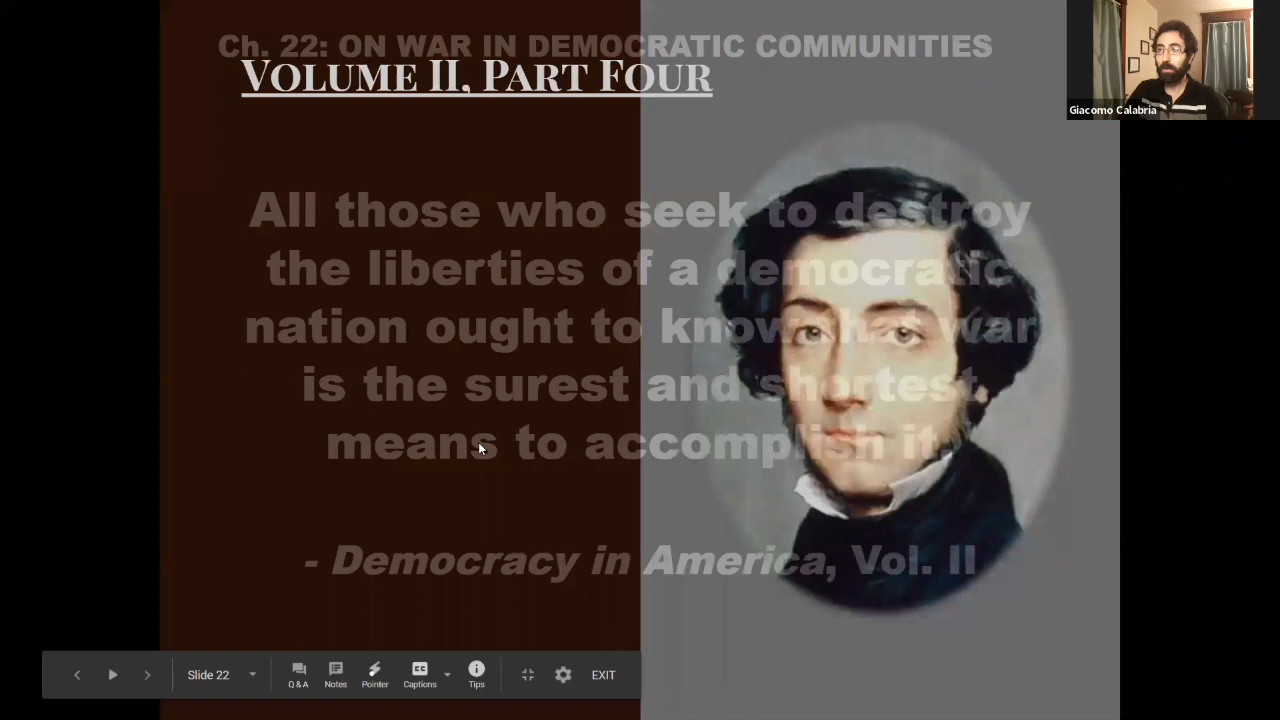 Ch. 22: ON WAR IN DEMOCRATIC COMMUNITIES
VOLUME II, PART FOUR
Giacomo Calabria
All those who seek to destroy
the liberties of a democratic
nation ought to know that war
is the surest and shortest
means to accomplish it.
- Democracy in America, Vol. II
Slide 22
Q & A
Notes
Pointer
Captions
Tips
EXIT